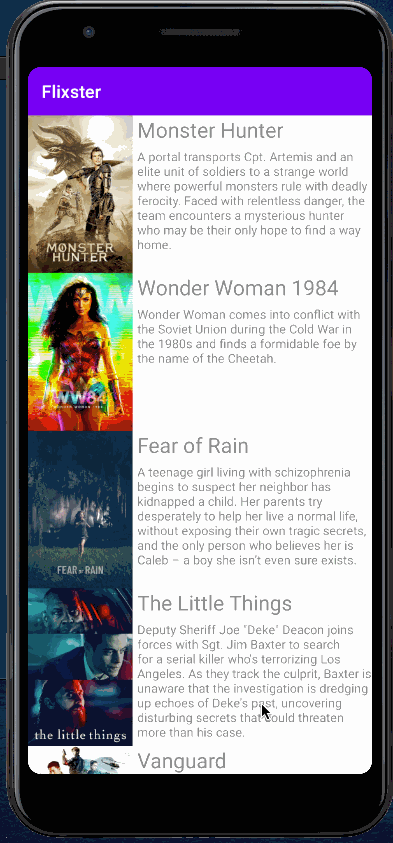 Flixster
Monster Hunter
A portal transports Cpt. Artemis and an
elite unit of soldiers to a strange world
where powerful monsters rule with deadly
ferocity. Faced with relentless danger, the
team encounters a mysterious hunter
who may be their only hope to find a way
home.
MONSTER
HUNTER
Wonder Woman 1984
Wonder Woman comes into conflict with
the Soviet Union during the Cold War in
the 1980s and finds a formidable foe by
the name of the Cheetah.
WW84
Fear of Rain
A teenage girl living with schizophrenia
begins to suspect her neighbor has
kidnapped a child. Her parents try
desperately to help her live a normal life,
without exposing their own tragic secrets,
and the only person who believes her is
Caleb – a boy she isn't even sure exists.
FEAR OF RAIN
The Little Things
Deputy Sheriff Joe "Deke" Deacon joins
forces with Sgt. Jim Baxter to search
for a serial killer who's terrorizing Los
Angeles. As they track the culprit, Baxter is
unaware that the investigation is dredging
up echoes of Deke's past, uncovering
disturbing secrets that could threaten
more than his case.
the little things
Vanguard